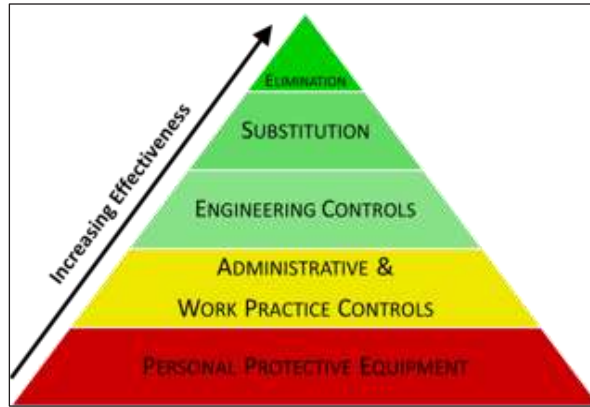 Increasing Effectiveness
ELIMINATION
SUBSTITUTION
ENGINEERING CONTROLS
ADMINISTRATIVE &
WORK PRACTICE CONTROLS
PERSONAL PROTECTIVE EQUIPMENT